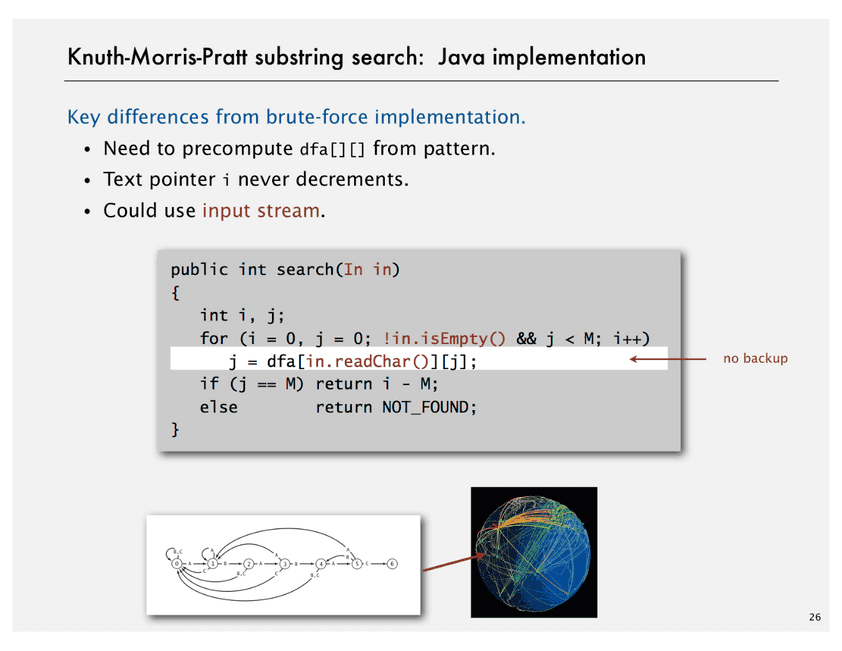 Knuth-Morris-Pratt substring search: Java implementation
Key differences from brute-force implementation.
• Need to precompute dfa[][] from pattern.
• Text pointer i never decrements.
• Could use input stream.
public int search(In in)
{
int i, j;
for (i = 0, j = 0; !in.isEmpty() && j < M; i++)
j = dfa[in.readChar()][j];
no backup
if (j == M) return i - M;
else return NOT_FOUND;
}
B,C A A B
0 A 1 B 2 A 3 B 4 A 5 C 6
C B,C A C B,C
26